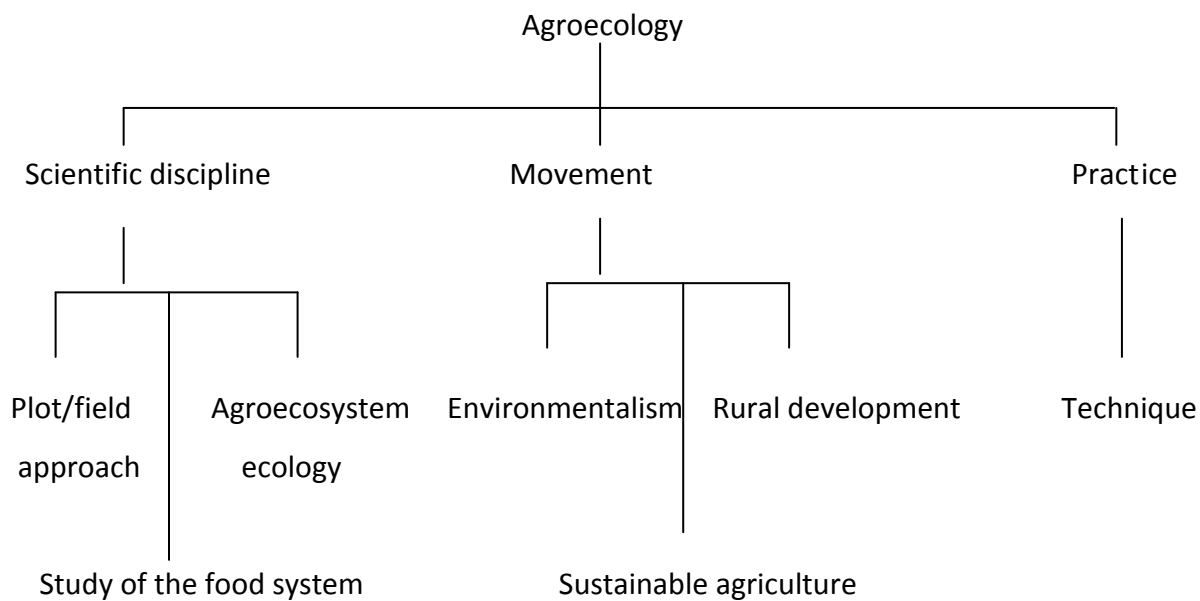 Agroecology
Scientific discipline
Movement
Practice
Plot/field
approach
Agroecosystem
ecology
Environmentalism
Rural development
Technique
Study of the food system
Sustainable agriculture